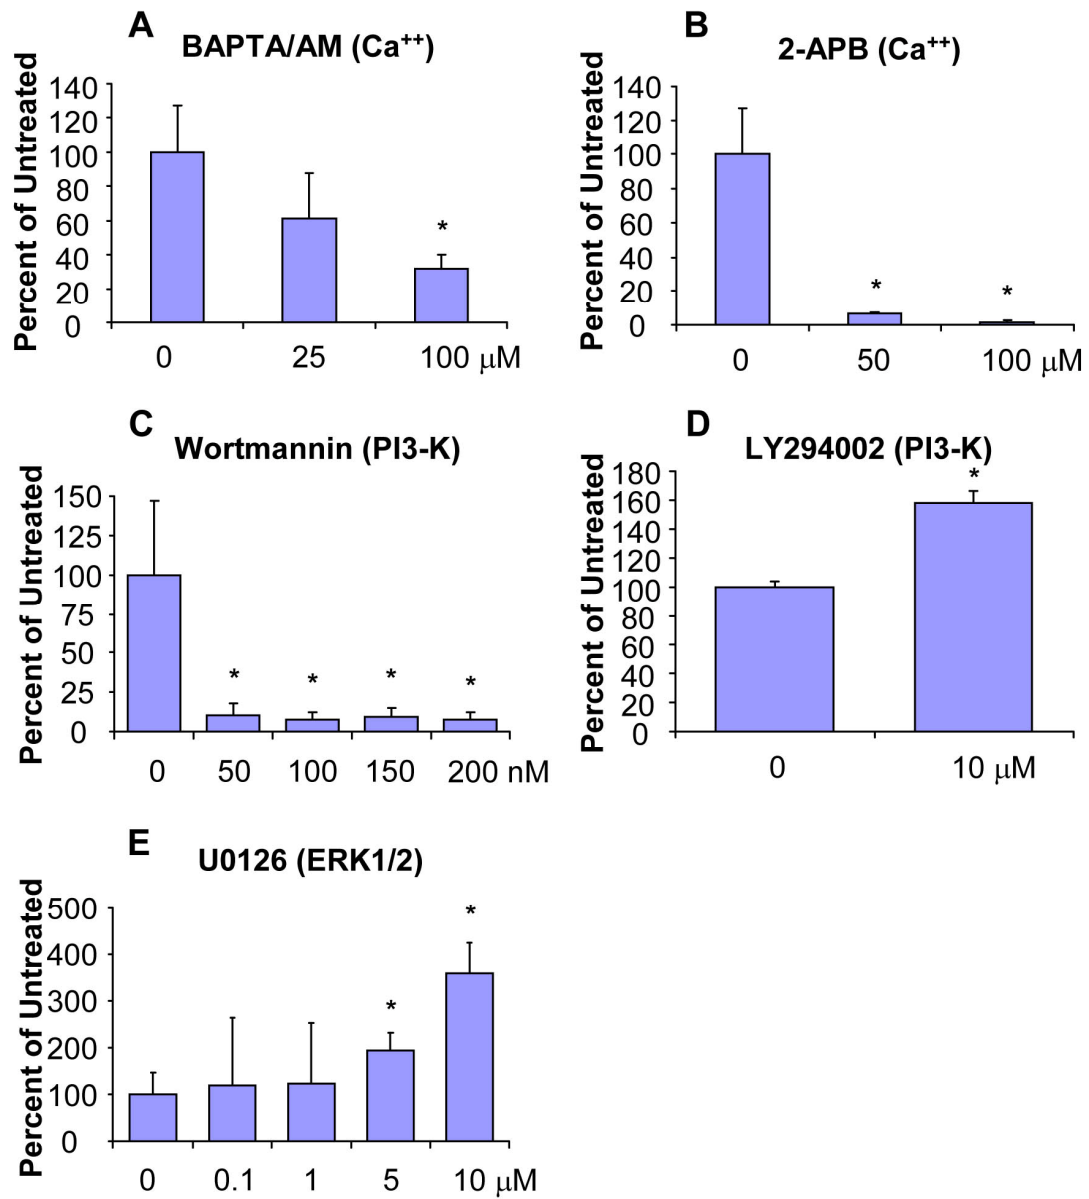 A
BAPTA/AM (Ca⁺⁺)
Percent of Untreated
140
120
100
80
60
40
20
0
*
0 25 100 μM
B
2-APB (Ca⁺⁺)
Percent of Untreated
140
120
100
80
60
40
20
0
* *
0 50 100 μM
C
Wortmannin (PI3-K)
Percent of Untreated
150
125
100
75
50
25
0
* * * *
0 50 100 150 200 nM
D
LY294002 (PI3-K)
Percent of Untreated
180
160
140
120
100
80
60
40
20
0
*
0 10 μM
E
U0126 (ERK1/2)
Percent of Untreated
500
400
300
200
100
0
* *
0 0.1 1 5 10 μM